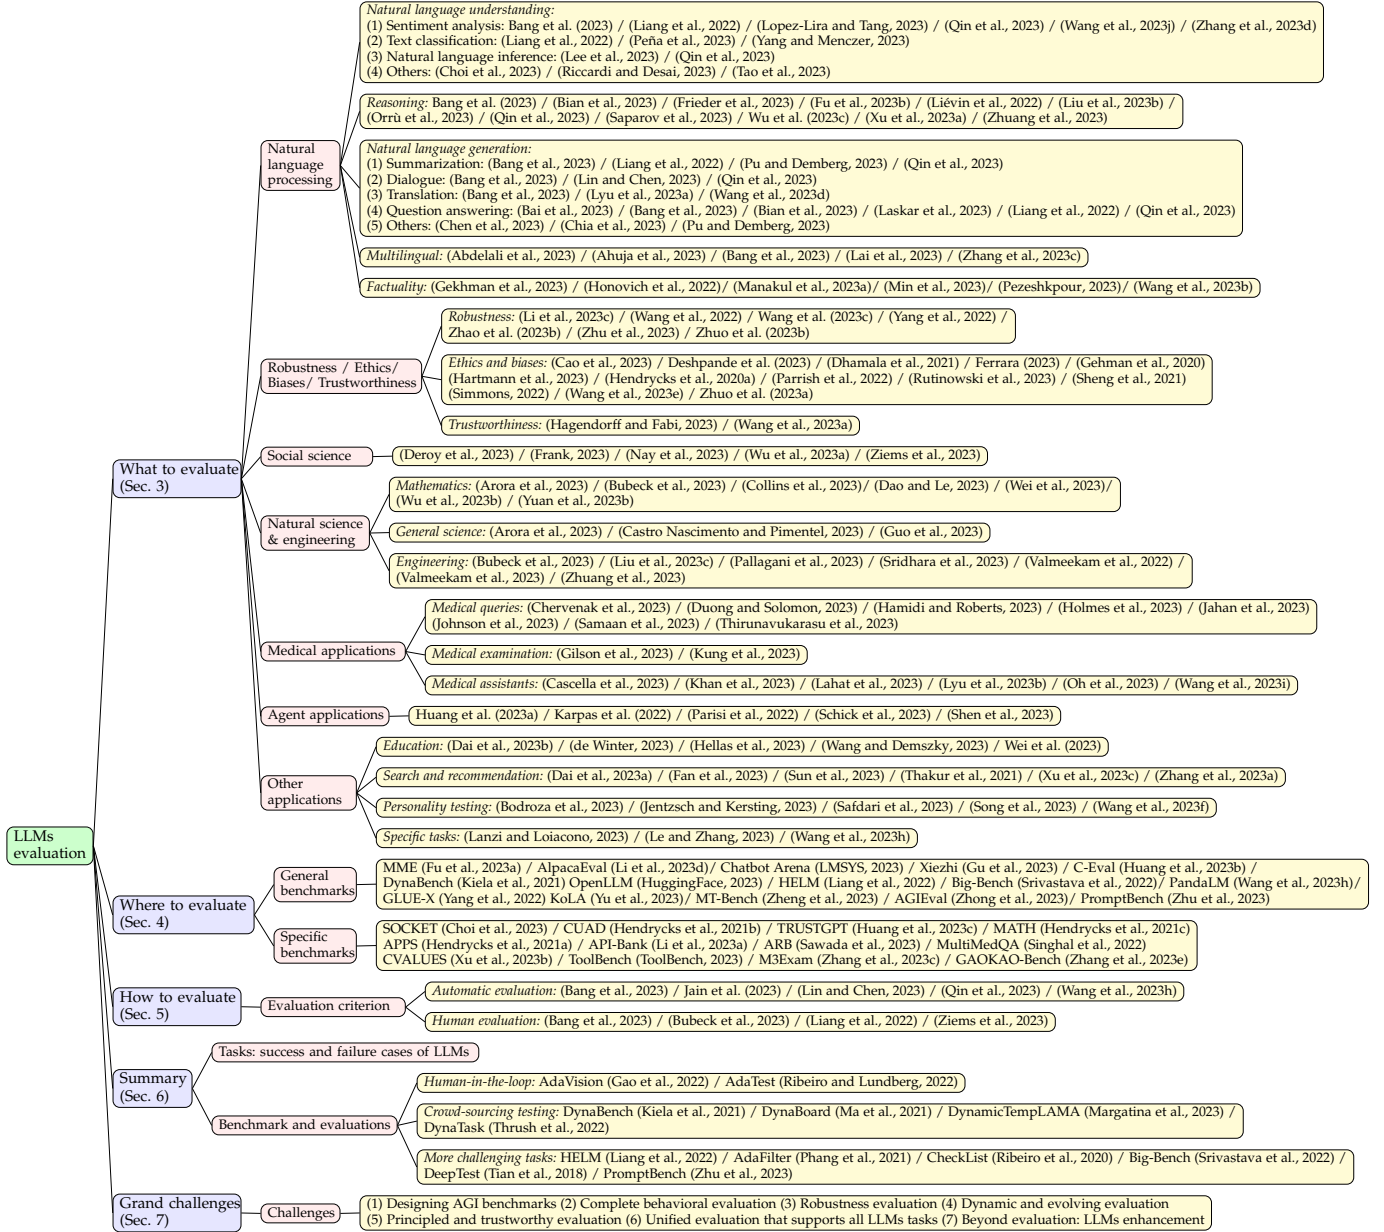 Natural language understanding:
(1) Sentiment analysis: Bang et al. (2023) / (Liang et al., 2022) / (Lopez-Lira and Tang, 2023) / (Qin et al., 2023) / (Wang et al., 2023j) / (Zhang et al., 2023d)
(2) Text classification: (Liang et al., 2022) / (Peña et al., 2023) / (Yang and Menczer, 2023)
(3) Natural language inference: (Lee et al., 2023) / (Qin et al., 2023)
(4) Others: (Choi et al., 2023) / (Riccardi and Desai, 2023) / (Tao et al., 2023)
Reasoning: Bang et al. (2023) / (Bian et al., 2023) / (Frieder et al., 2023) / (Fu et al., 2023b) / (Liévin et al., 2022) / (Liu et al., 2023b) /
(Orrù et al., 2023) / (Qin et al., 2023) / (Saparov et al., 2023) / Wu et al. (2023c) / (Xu et al., 2023a) / (Zhuang et al., 2023)
Natural
language
processing
Natural language generation:
(1) Summarization: (Bang et al., 2023) / (Liang et al., 2022) / (Pu and Demberg, 2023) / (Qin et al., 2023)
(2) Dialogue: (Bang et al., 2023) / (Lin and Chen, 2023) / (Qin et al., 2023)
(3) Translation: (Bang et al., 2023) / (Lyu et al., 2023a) / (Wang et al., 2023d)
(4) Question answering: (Bai et al., 2023) / (Bang et al., 2023) / (Bian et al., 2023) / (Laskar et al., 2023) / (Liang et al., 2022) / (Qin et al., 2023)
(5) Others: (Chen et al., 2023) / (Chia et al., 2023) / (Pu and Demberg, 2023)
Multilingual: (Abdelali et al., 2023) / (Ahuja et al., 2023) / (Bang et al., 2023) / (Lai et al., 2023) / (Zhang et al., 2023c)
Factuality: (Gekhman et al., 2023) / (Honovich et al., 2022)/ (Manakul et al., 2023a)/ (Min et al., 2023)/ (Pezeshkpour, 2023)/ (Wang et al., 2023b)
Robustness: (Li et al., 2023c) / (Wang et al., 2022) / Wang et al. (2023c) / (Yang et al., 2022) /
Zhao et al. (2023b) / (Zhu et al., 2023) / Zhuo et al. (2023b)
Robustness / Ethics/
Biases/ Trustworthiness
Ethics and biases: (Cao et al., 2023) / Deshpande et al. (2023) / (Dhamala et al., 2021) / Ferrara (2023) / (Gehman et al., 2020)
(Hartmann et al., 2023) / (Hendrycks et al., 2020a) / (Parrish et al., 2022) / (Rutinowski et al., 2023) / (Sheng et al., 2021)
(Simmons, 2022) / (Wang et al., 2023e) / Zhuo et al. (2023a)
Trustworthiness: (Hagendorff and Fabi, 2023) / (Wang et al., 2023a)
What to evaluate
(Sec. 3)
Social science
(Deroy et al., 2023) / (Frank, 2023) / (Nay et al., 2023) / (Wu et al., 2023a) / (Ziems et al., 2023)
Mathematics: (Arora et al., 2023) / (Bubeck et al., 2023) / (Collins et al., 2023)/ (Dao and Le, 2023) / (Wei et al., 2023)/
(Wu et al., 2023b) / (Yuan et al., 2023b)
Natural science
& engineering
General science: (Arora et al., 2023) / (Castro Nascimento and Pimentel, 2023) / (Guo et al., 2023)
Engineering: (Bubeck et al., 2023) / (Liu et al., 2023c) / (Pallagani et al., 2023) / (Sridhara et al., 2023) / (Valmeekam et al., 2022) /
(Valmeekam et al., 2023) / (Zhuang et al., 2023)
Medical queries: (Chervenak et al., 2023) / (Duong and Solomon, 2023) / (Hamidi and Roberts, 2023) / (Holmes et al., 2023) / (Jahan et al., 2023)
(Johnson et al., 2023) / (Samaan et al., 2023) / (Thirunavukarasu et al., 2023)
Medical applications
Medical examination: (Gilson et al., 2023) / (Kung et al., 2023)
Medical assistants: (Cascella et al., 2023) / (Khan et al., 2023) / (Lahat et al., 2023) / (Lyu et al., 2023b) / (Oh et al., 2023) / (Wang et al., 2023i)
Agent applications
Huang et al. (2023a) / Karpas et al. (2022) / (Parisi et al., 2022) / (Schick et al., 2023) / (Shen et al., 2023)
Education: (Dai et al., 2023b) / (de Winter, 2023) / (Hellas et al., 2023) / (Wang and Demszky, 2023) / Wei et al. (2023)
Other
applications
Search and recommendation: (Dai et al., 2023a) / (Fan et al., 2023) / (Sun et al., 2023) / (Thakur et al., 2021) / (Xu et al., 2023c) / (Zhang et al., 2023a)
Personality testing: (Bodroza et al., 2023) / (Jentzsch and Kersting, 2023) / (Safdari et al., 2023) / (Song et al., 2023) / (Wang et al., 2023f)
Specific tasks: (Lanzi and Loiacono, 2023) / (Le and Zhang, 2023) / (Wang et al., 2023h)
LLMs
evaluation
Where to evaluate
(Sec. 4)
General
benchmarks
MME (Fu et al., 2023a) / AlpacaEval (Li et al., 2023d)/ Chatbot Arena (LMSYS, 2023) / Xiezhi (Gu et al., 2023) / C-Eval (Huang et al., 2023b) /
DynaBench (Kiela et al., 2021) OpenLLM (HuggingFace, 2023) / HELM (Liang et al., 2022) / Big-Bench (Srivastava et al., 2022)/ PandaLM (Wang et al., 2023h)/
GLUE-X (Yang et al., 2022) KoLA (Yu et al., 2023)/ MT-Bench (Zheng et al., 2023) / AGIEval (Zhong et al., 2023)/ PromptBench (Zhu et al., 2023)
Specific
benchmarks
SOCKET (Choi et al., 2023) / CUAD (Hendrycks et al., 2021b) / TRUSTGPT (Huang et al., 2023c) / MATH (Hendrycks et al., 2021c)
APPS (Hendrycks et al., 2021a) / API-Bank (Li et al., 2023a) / ARB (Sawada et al., 2023) / MultiMedQA (Singhal et al., 2022)
CVALUES (Xu et al., 2023b) / ToolBench (ToolBench, 2023) / M3Exam (Zhang et al., 2023c) / GAOKAO-Bench (Zhang et al., 2023e)
How to evaluate
(Sec. 5)
Evaluation criterion
Automatic evaluation: (Bang et al., 2023) / Jain et al. (2023) / (Lin and Chen, 2023) / (Qin et al., 2023) / (Wang et al., 2023h)
Human evaluation: (Bang et al., 2023) / (Bubeck et al., 2023) / (Liang et al., 2022) / (Ziems et al., 2023)
Summary
(Sec. 6)
Tasks: success and failure cases of LLMs
Benchmark and evaluations
Human-in-the-loop: AdaVision (Gao et al., 2022) / AdaTest (Ribeiro and Lundberg, 2022)
Crowd-sourcing testing: DynaBench (Kiela et al., 2021) / DynaBoard (Ma et al., 2021) / DynamicTempLAMA (Margatina et al., 2023) /
DynaTask (Thrush et al., 2022)
More challenging tasks: HELM (Liang et al., 2022) / AdaFilter (Phang et al., 2021) / CheckList (Ribeiro et al., 2020) / Big-Bench (Srivastava et al., 2022) /
DeepTest (Tian et al., 2018) / PromptBench (Zhu et al., 2023)
Grand challenges
(Sec. 7)
Challenges
(1) Designing AGI benchmarks (2) Complete behavioral evaluation (3) Robustness evaluation (4) Dynamic and evolving evaluation
(5) Principled and trustworthy evaluation (6) Unified evaluation that supports all LLMs tasks (7) Beyond evaluation: LLMs enhancement